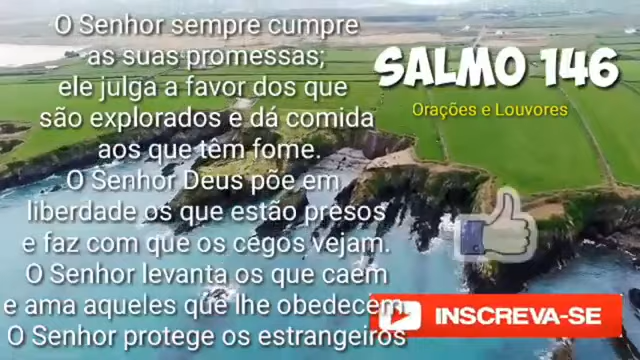 O Senhor sempre cumpre
as suas promessas;
ele julga a favor dos que
são explorados e dá comida
aos que têm fome.
O Senhor Deus põe em
liberdade os que estão presos
e faz com que os cegos vejam.
O Senhor levanta os que caem
e ama aqueles que lhe obedecem.
O Senhor protege os estrangeiros
SALMO 146
Orações e Louvores
INSCREVA-SE